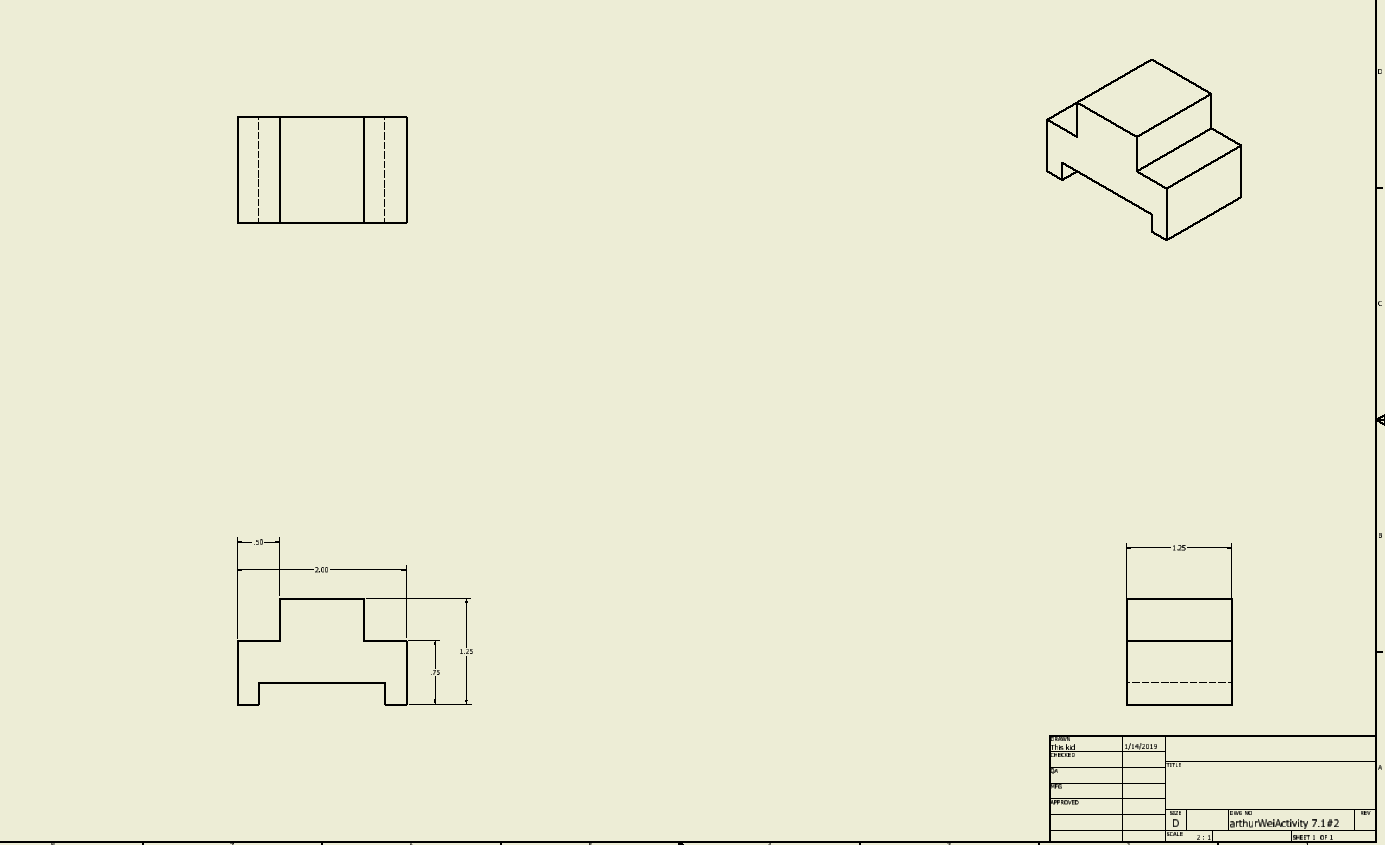 D
C
.50
2.00
1.25
B
1.25
.75
DRAWN
This kid
1/14/2019
CHECKED
TITLE
A
QA
MFG
APPROVED
SIZE
D
DWG NO
arthurWeiActivity 7.1#2
REV
SCALE
2 : 1
SHEET 1 OF 1